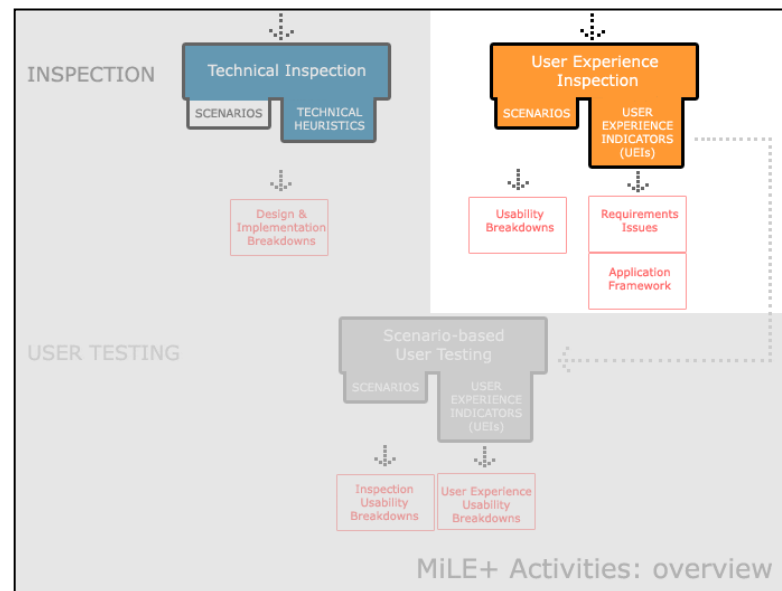 INSPECTION
Technical Inspection
SCENARIOS
TECHNICAL
HEURISTICS
Design &
Implementation
Breakdowns
User Experience
Inspection
SCENARIOS
USER
EXPERIENCE
INDICATORS
(UEIs)
Usability
Breakdowns
Requirements
Issues
Application
Framework
USER TESTING
Scenario-based
User Testing
SCENARIOS
USER
EXPERIENCE
INDICATORS
(UEIs)
Inspection
Usability
Breakdowns
User Experience
Usability
Breakdowns
MiLE+ Activities: overview